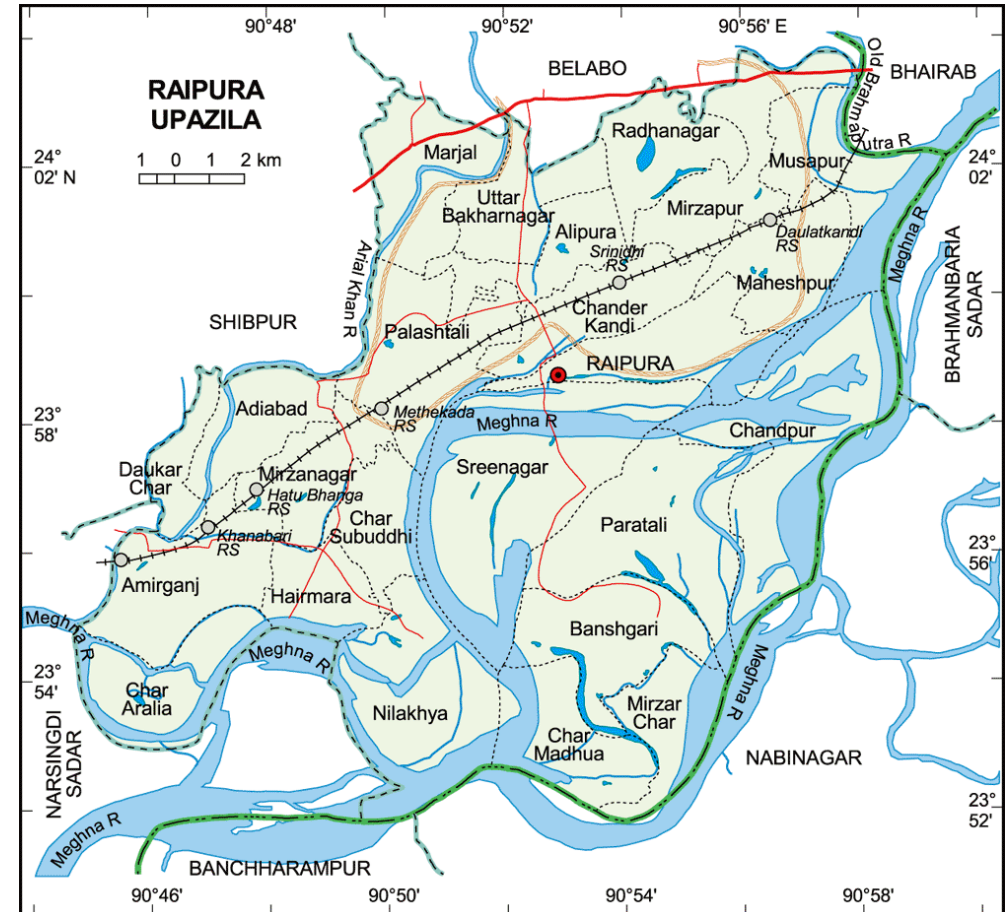 90°48'
90°52'
90°56' E
RAIPURA
UPAZILA
1 0 1 2 km
BELABO
BHIARAB
Old Brahmaputra R
24°
02' N
24°
02'
Marjal
Radhanagar
Musapur
Uttar
Bakharnagar
Mirzapur
Alipura
Srinidhi
RS
Daulatkandi
RS
Meghna R
Arial Khan R
Maheshpur
BRAHMANBARIA
SADAR
SHIBPUR
Chander
Kandi
Palashtali
RAIPURA
Adiabad
Methekada
RS
23°
58'
Meghna R
Chandpur
Daukar
Char
Mirzanagar
Hatu Bhanga
RS
Sreenagar
Khanabari
RS
Char
Subuddhi
Paratali
23°
56'
Amirganj
Hairmara
Meghna R
Banshgari
Meghna R
Meghna R
23°
54'
Char
Aralia
Nilakhya
Mirzar
Char
Char
Madhua
NARSINGDI
SADAR
NABINAGAR
23°
52'
Meghna R
BANCHHARAMPUR
90°46'
90°50'
90°54'
90°58'